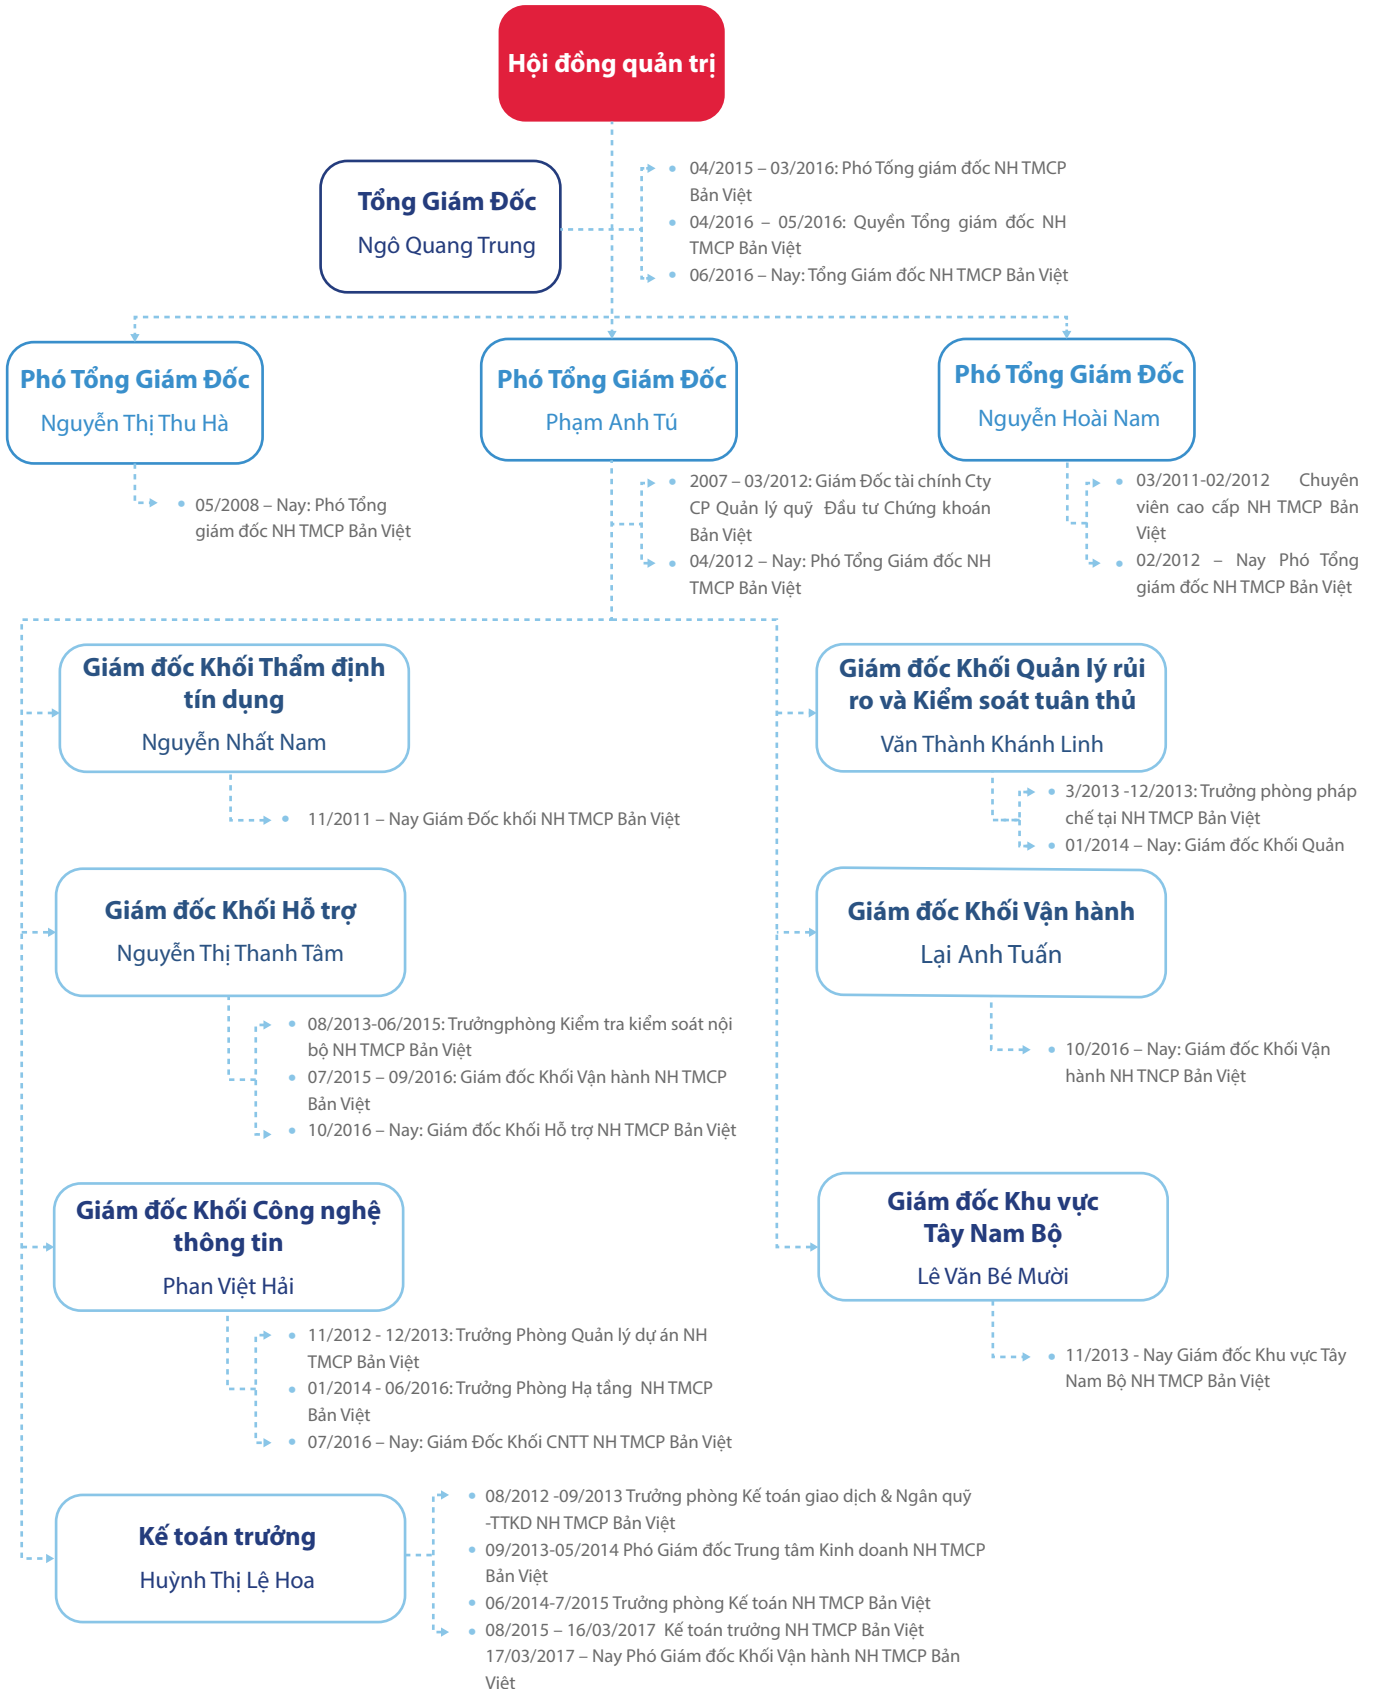 Hội đồng quản trị
Tổng Giám Đốc
Ngô Quang Trung
04/2015 – 03/2016: Phó Tống giám đốc NH TMCP
Bản Việt
04/2016 – 05/2016: Quyền Tổng giám đốc NH
TMCP Bản Việt
06/2016 – Nay: Tổng Giám đốc NH TMCP Bản Việt
Phó Tổng Giám Đốc
Nguyễn Thị Thu Hà
05/2008 – Nay: Phó Tổng
giám đốc NH TMCP Bản Việt
Phó Tổng Giám Đốc
Phạm Anh Tú
2007 – 03/2012: Giám Đốc tài chính Cty
CP Quản lý quỹ Đầu tư Chứng khoán
Bản Việt
04/2012 – Nay: Phó Tổng Giám đốc NH
TMCP Bản Việt
Phó Tổng Giám Đốc
Nguyễn Hoài Nam
03/2011-02/2012 Chuyên
viên cao cấp NH TMCP Bản
Việt
02/2012 – Nay Phó Tổng
giám đốc NH TMCP Bản Việt
Giám đốc Khối Thẩm định
tín dụng
Nguyễn Nhất Nam
11/2011 – Nay Giám Đốc khối NH TMCP Bản Việt
Giám đốc Khối Quản lý rủi
ro và Kiểm soát tuân thủ
Văn Thành Khánh Linh
3/2013 -12/2013: Trưởng phòng pháp
chế tại NH TMCP Bản Việt
01/2014 – Nay: Giám đốc Khối Quản
Giám đốc Khối Hỗ trợ
Nguyễn Thị Thanh Tâm
08/2013-06/2015: Trưởngphòng Kiểm tra kiểm soát nội
bộ NH TMCP Bản Việt
07/2015 – 09/2016: Giám đốc Khối Vận hành NH TMCP
Bản Việt
10/2016 – Nay: Giám đốc Khối Hỗ trợ NH TMCP Bản Việt
Giám đốc Khối Vận hành
Lại Anh Tuấn
10/2016 – Nay: Giám đốc Khối Vận
hành NH TNCP Bản Việt
Giám đốc Khối Công nghệ
thông tin
Phan Việt Hải
11/2012 - 12/2013: Trưởng Phòng Quản lý dự án NH
TMCP Bản Việt
01/2014 - 06/2016: Trưởng Phòng Hạ tầng NH TMCP
Bản Việt
07/2016 – Nay: Giám Đốc Khối CNTT NH TMCP Bản Việt
Giám đốc Khu vực
Tây Nam Bộ
Lê Văn Bé Mười
11/2013 - Nay Giám đốc Khu vực Tây
Nam Bộ NH TMCP Bản Việt
Kế toán trưởng
Huỳnh Thị Lệ Hoa
08/2012 -09/2013 Trưởng phòng Kế toán giao dịch & Ngân quỹ
-TTKD NH TMCP Bản Việt
09/2013-05/2014 Phó Giám đốc Trung tâm Kinh doanh NH TMCP
Bản Việt
06/2014-7/2015 Trưởng phòng Kế toán NH TMCP Bản Việt
08/2015 – 16/03/2017 Kế toán trưởng NH TMCP Bản Việt
17/03/2017 – Nay Phó Giám đốc Khối Vận hành NH TMCP Bản
Việt